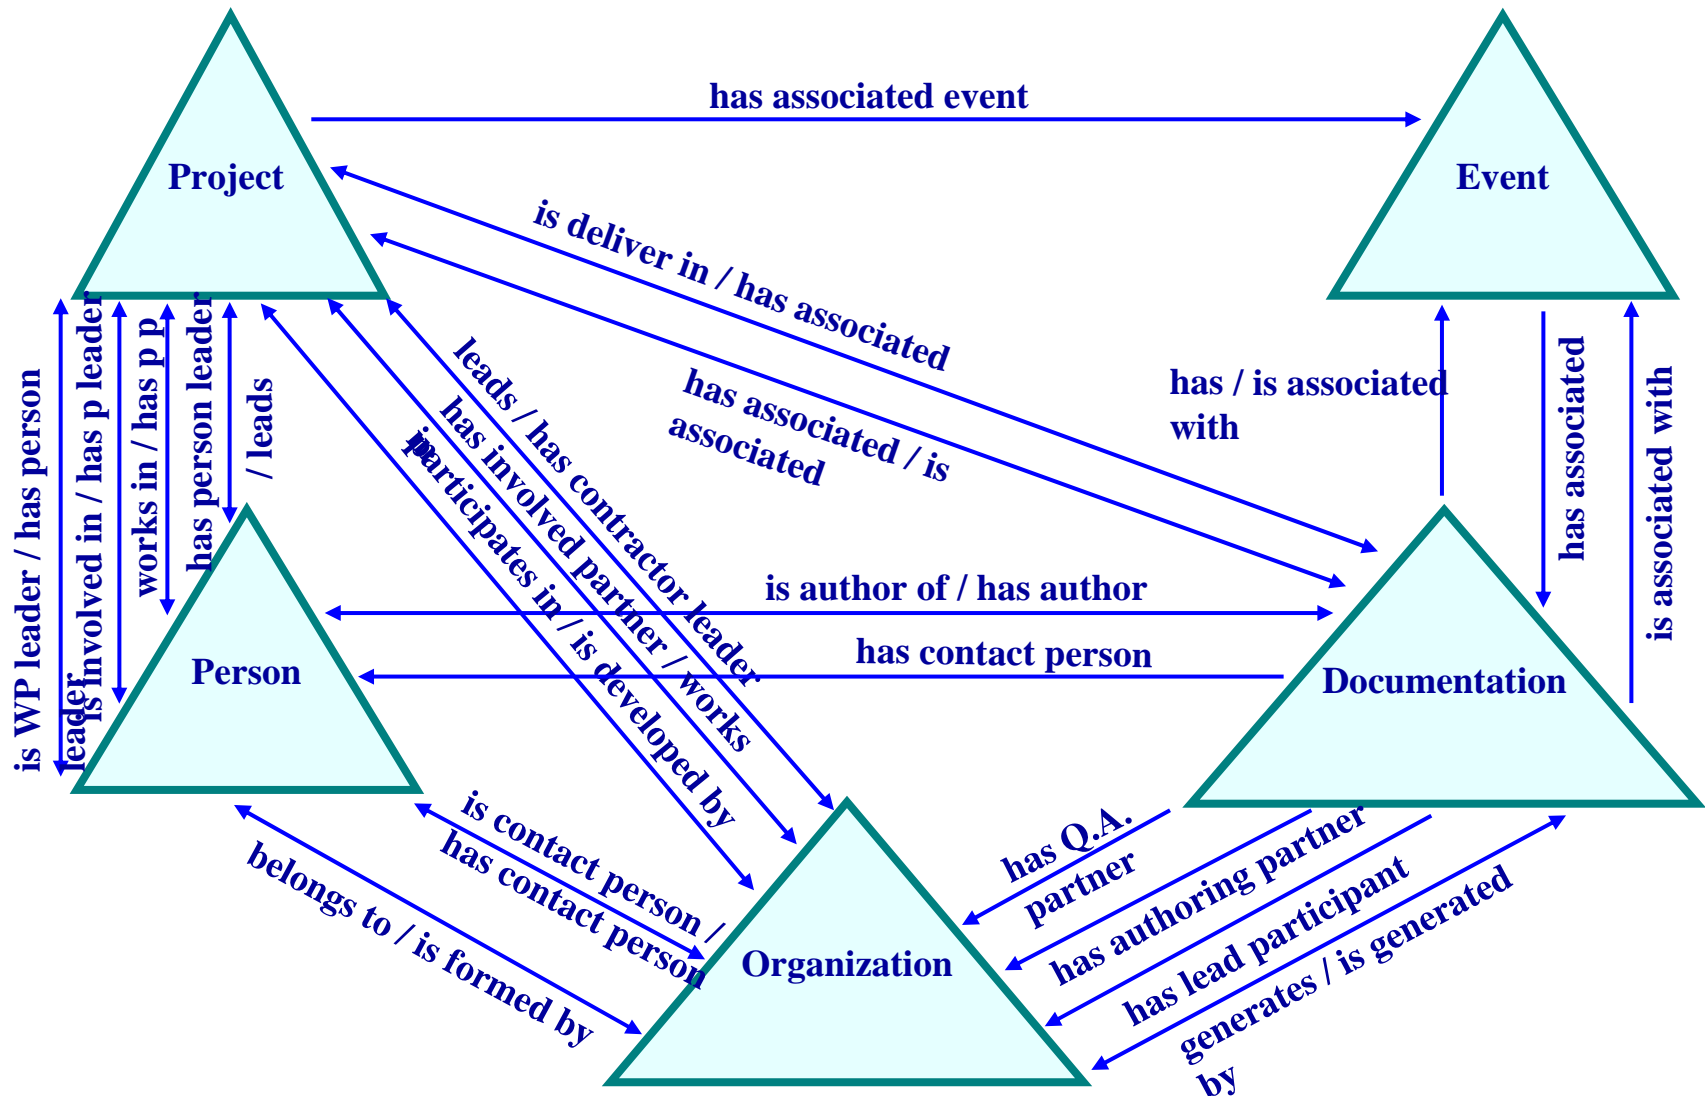 has associated event
Project
Event
is deliver in / has associated
has associated / is
associated
has / is associated
with
has associated
is associated with
is WP leader / has person
leader
is involved in / has p leader
works in / has p p
has person leader
/ leads
leads / has contractor leader
has involved partner / works
in
participates in / is developed by
is author of / has author
has contact person
Person
Documentation
is contact person /
has contact person
belongs to / is formed by
Organization
has Q.A.
partner
has authoring partner
has lead participant
generates / is generated
by